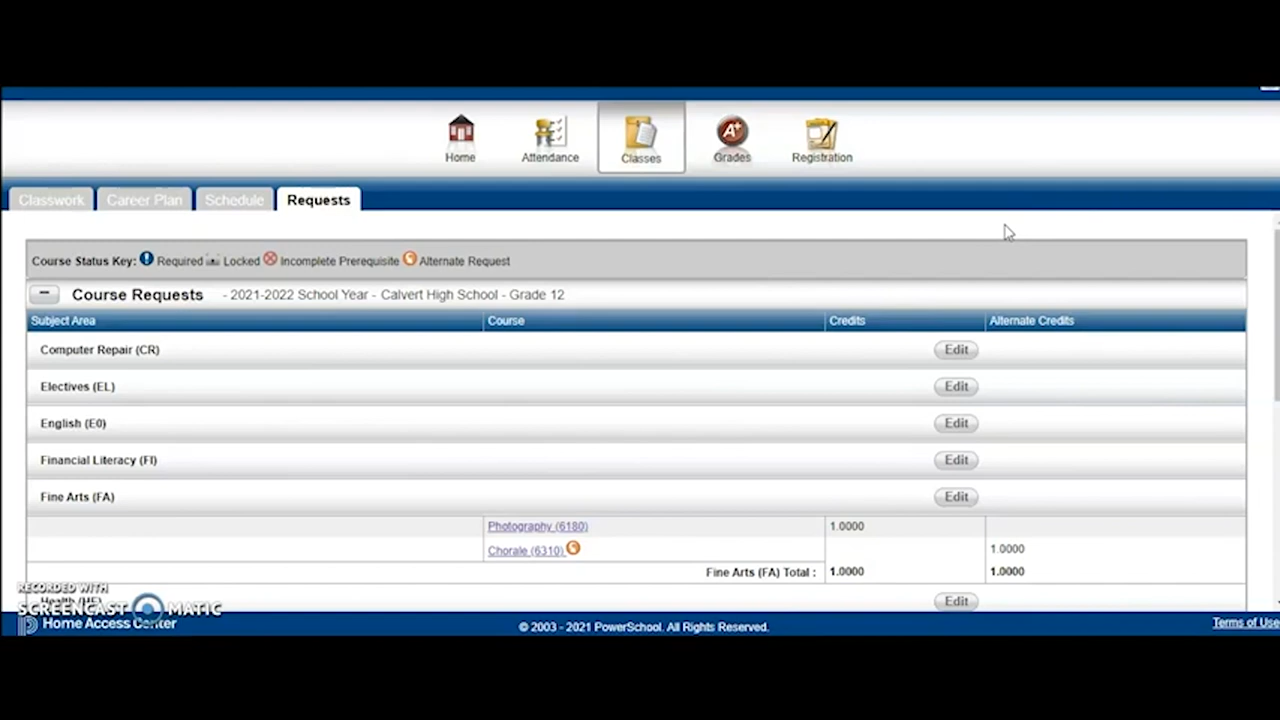 Home Attendance Classes Grades Registration
Classwork Career Plan Schedule Requests
Course Status Key: Required Locked Incomplete Prerequisite Alternate Request
Course Requests - 2021-2022 School Year - Calvert High School - Grade 12
Subject Area Course Credits Alternate Credits
Computer Repair (CR) Edit
Electives (EL) Edit
English (E0) Edit
Financial Literacy (FI) Edit
Fine Arts (FA) Edit
Photography (6180) 1.0000
Chorale (6310) 1.0000
Fine Arts (FA) Total : 1.0000 1.0000
Health (HE) Edit
RECORDED WITH
SCREENCAST MATIC
Home Access Center © 2003 - 2021 PowerSchool. All Rights Reserved. Terms of Use